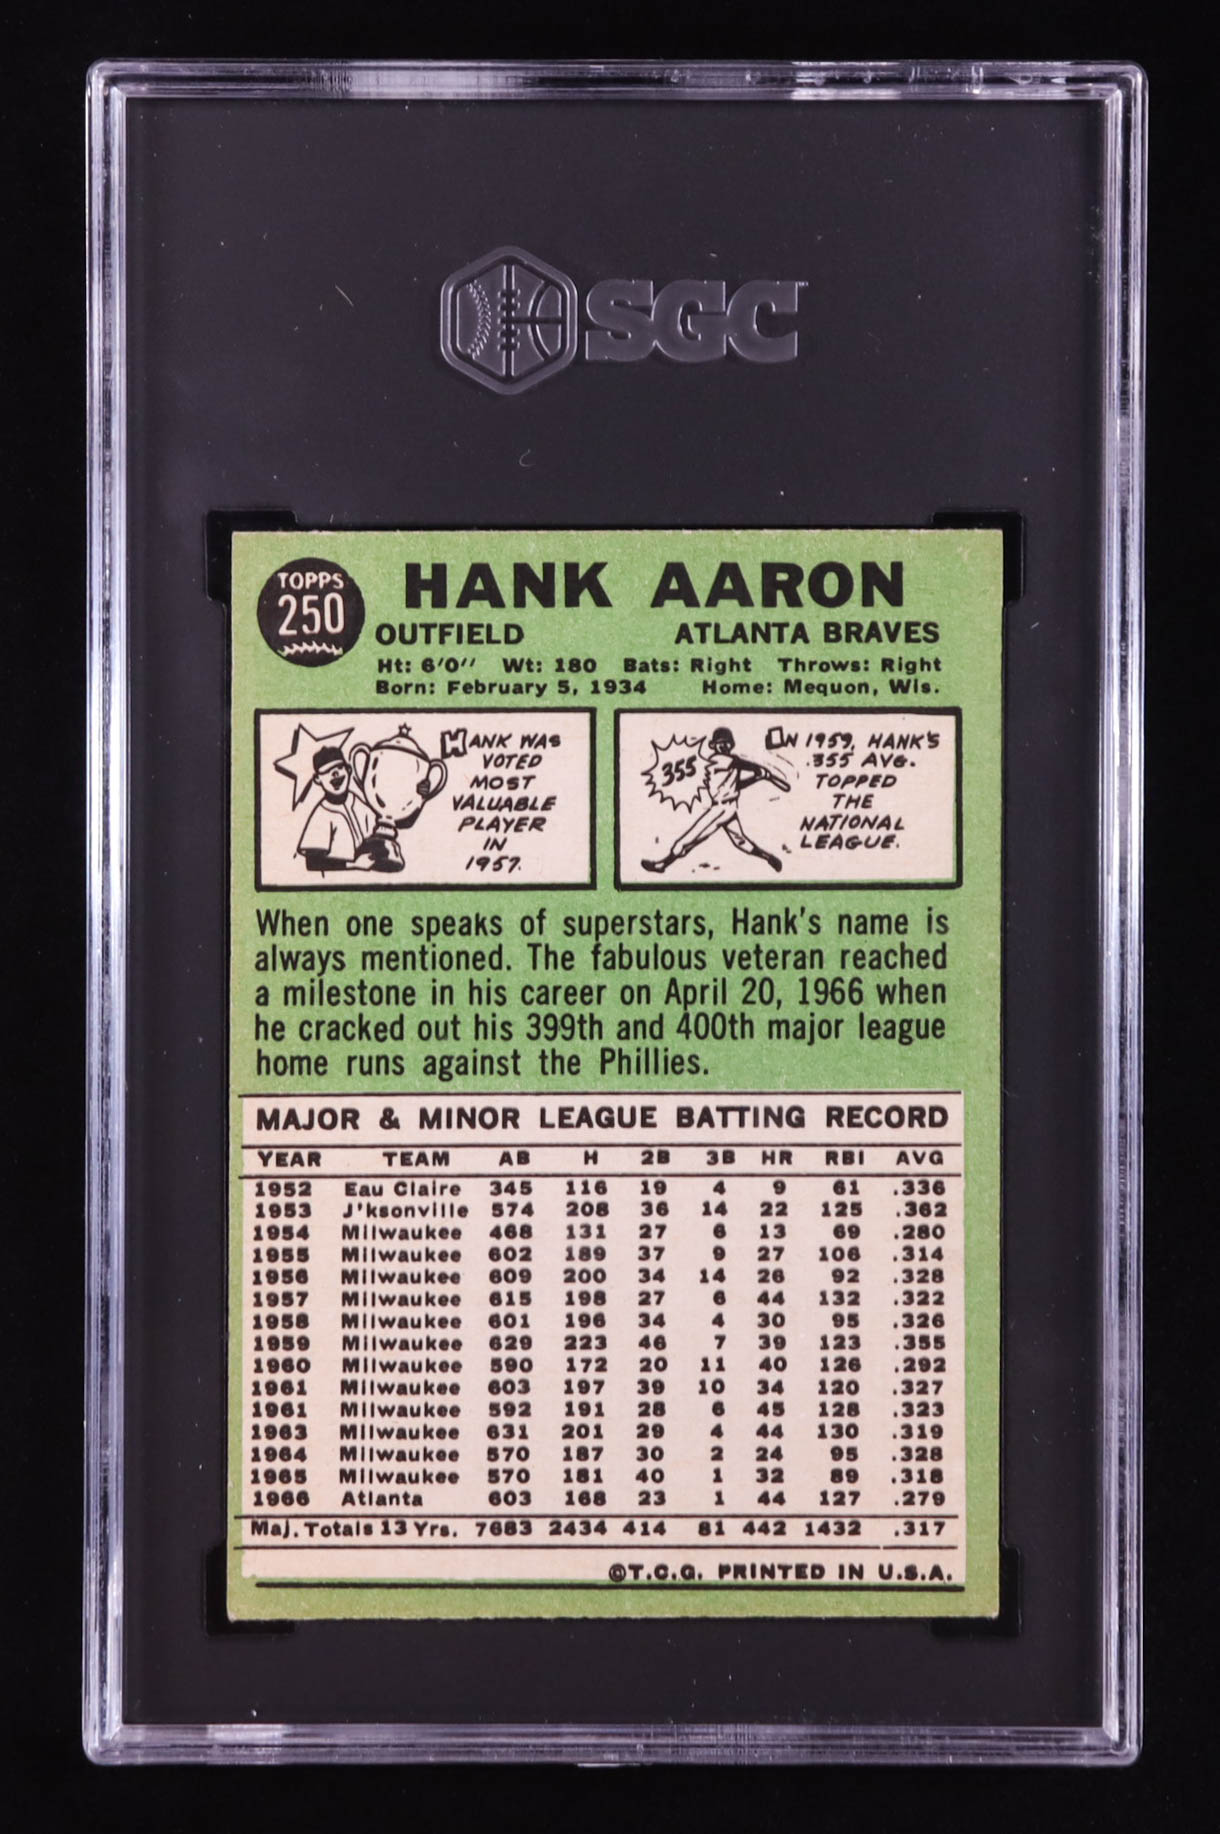 SGC
TOPPS
250
HANK AARON
OUTFIELD ATLANTA BRAVES
Ht: 6'0'' Wt: 180 Bats: Right Throws: Right
Born: February 5, 1934 Home: Mequon, Wis.
HANK WAS
VOTED
MOST
VALUABLE
PLAYER
IN
1957.
355
IN 1959, HANK'S
.355 AVG.
TOPPED
THE
NATIONAL
LEAGUE.
When one speaks of superstars, Hank's name is
always mentioned. The fabulous veteran reached
a milestone in his career on April 20, 1966 when
he cracked out his 399th and 400th major league
home runs against the Phillies.
MAJOR & MINOR LEAGUE BATTING RECORD
YEAR TEAM AB H 2B 3B HR RBI AVG
1952 Eau Claire 345 116 19 4 9 61 .336
1953 J'ksonville 574 208 36 14 22 125 .362
1954 Milwaukee 468 131 27 6 13 69 .280
1955 Milwaukee 602 189 37 9 27 106 .314
1956 Milwaukee 609 200 34 14 26 92 .328
1957 Milwaukee 615 198 27 6 44 132 .322
1958 Milwaukee 601 196 34 4 30 95 .326
1959 Milwaukee 629 223 46 7 39 123 .355
1960 Milwaukee 590 172 20 11 40 126 .292
1961 Milwaukee 603 197 39 10 34 120 .327
1961 Milwaukee 592 191 28 6 45 128 .323
1963 Milwaukee 631 201 29 4 44 130 .319
1964 Milwaukee 570 187 30 2 24 95 .328
1965 Milwaukee 570 181 40 1 32 89 .318
1966 Atlanta 603 168 23 1 44 127 .279
Maj. Totals 13 Yrs. 7683 2434 414 81 442 1432 .317
©T.C.G. PRINTED IN U.S.A.